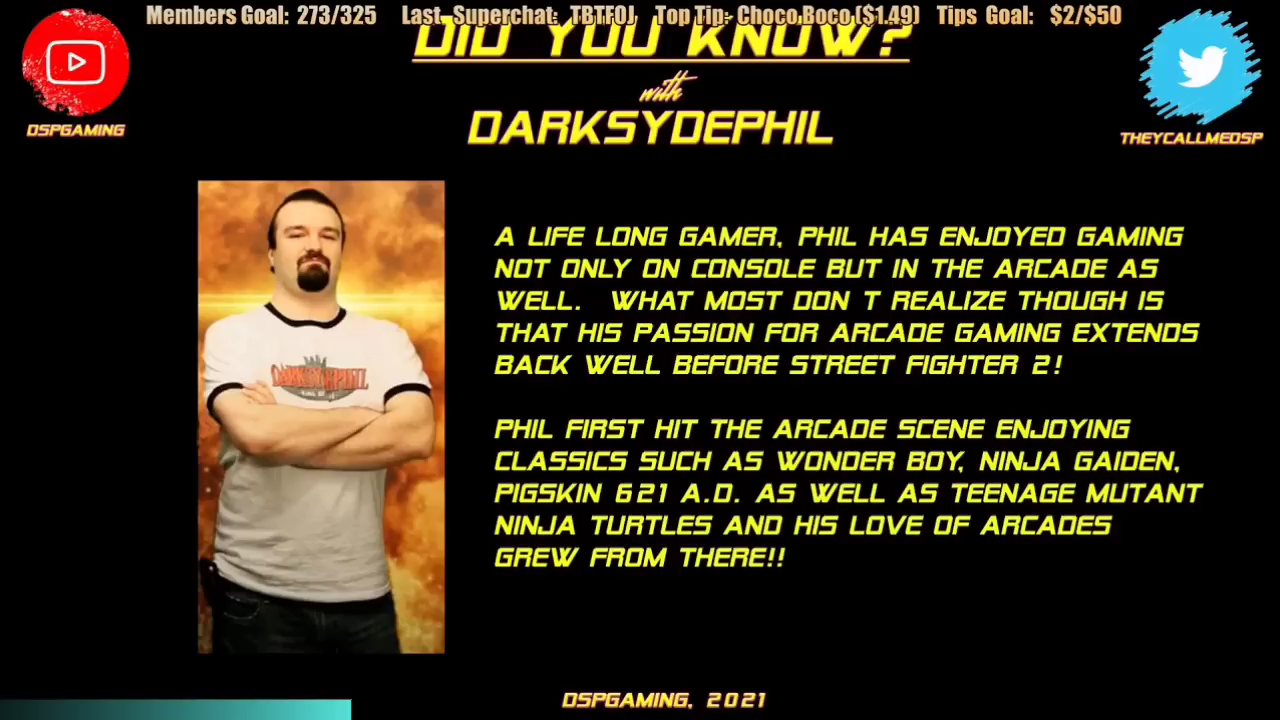 Members Goal: 273/325 Last Superchat: TBTFOJ Top Tip: Choco Boco ($1.49) Tips Goal: $2/$50
DID YOU KNOW?
with
DARKSYDEPHIL
DSPGAMING
THEYCALLMEDSP
A LIFE LONG GAMER, PHIL HAS ENJOYED GAMING
NOT ONLY ON CONSOLE BUT IN THE ARCADE AS
WELL. WHAT MOST DON T REALIZE THOUGH IS
THAT HIS PASSION FOR ARCADE GAMING EXTENDS
BACK WELL BEFORE STREET FIGHTER 2!
PHIL FIRST HIT THE ARCADE SCENE ENJOYING
CLASSICS SUCH AS WONDER BOY, NINJA GAIDEN,
PIGSKIN 621 A.D. AS WELL AS TEENAGE MUTANT
NINJA TURTLES AND HIS LOVE OF ARCADES
GREW FROM THERE!!
DARKSYDEPHIL
DSPGAMING, 2021